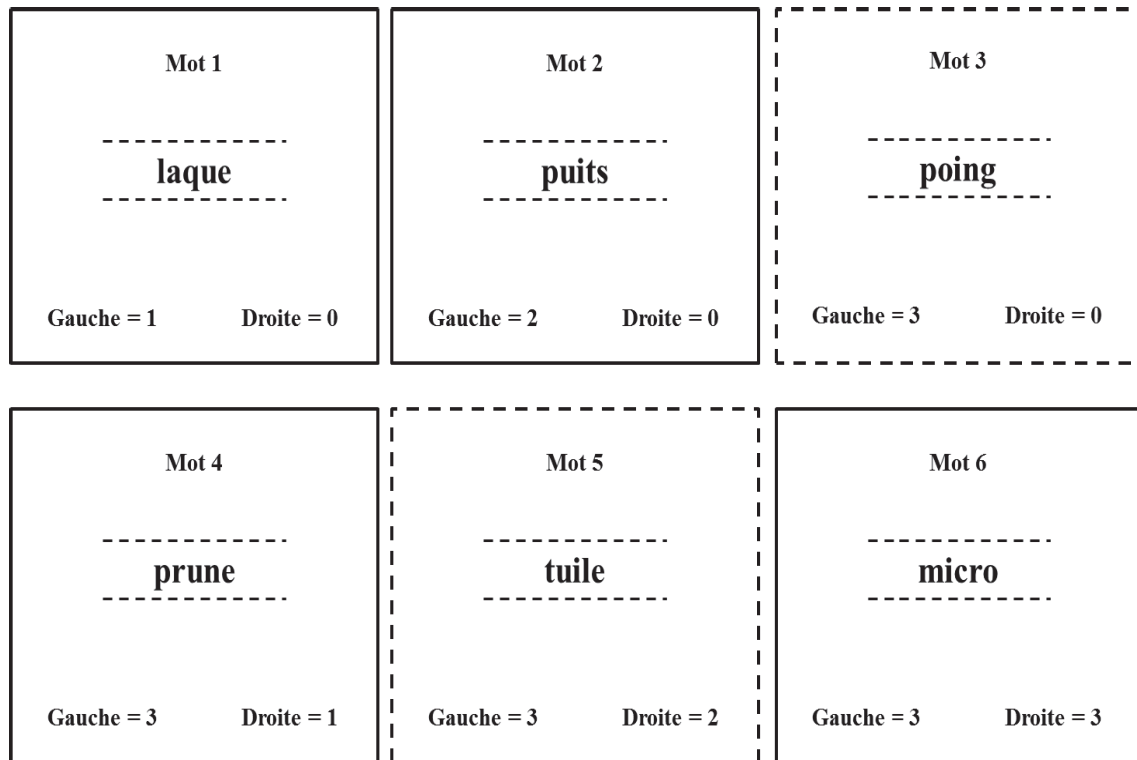 Mot 1
laque
Gauche = 1 Droite = 0
Mot 2
puits
Gauche = 2 Droite = 0
Mot 3
poing
Gauche = 3 Droite = 0
Mot 4
prune
Gauche = 3 Droite = 1
Mot 5
tuile
Gauche = 3 Droite = 2
Mot 6
micro
Gauche = 3 Droite = 3